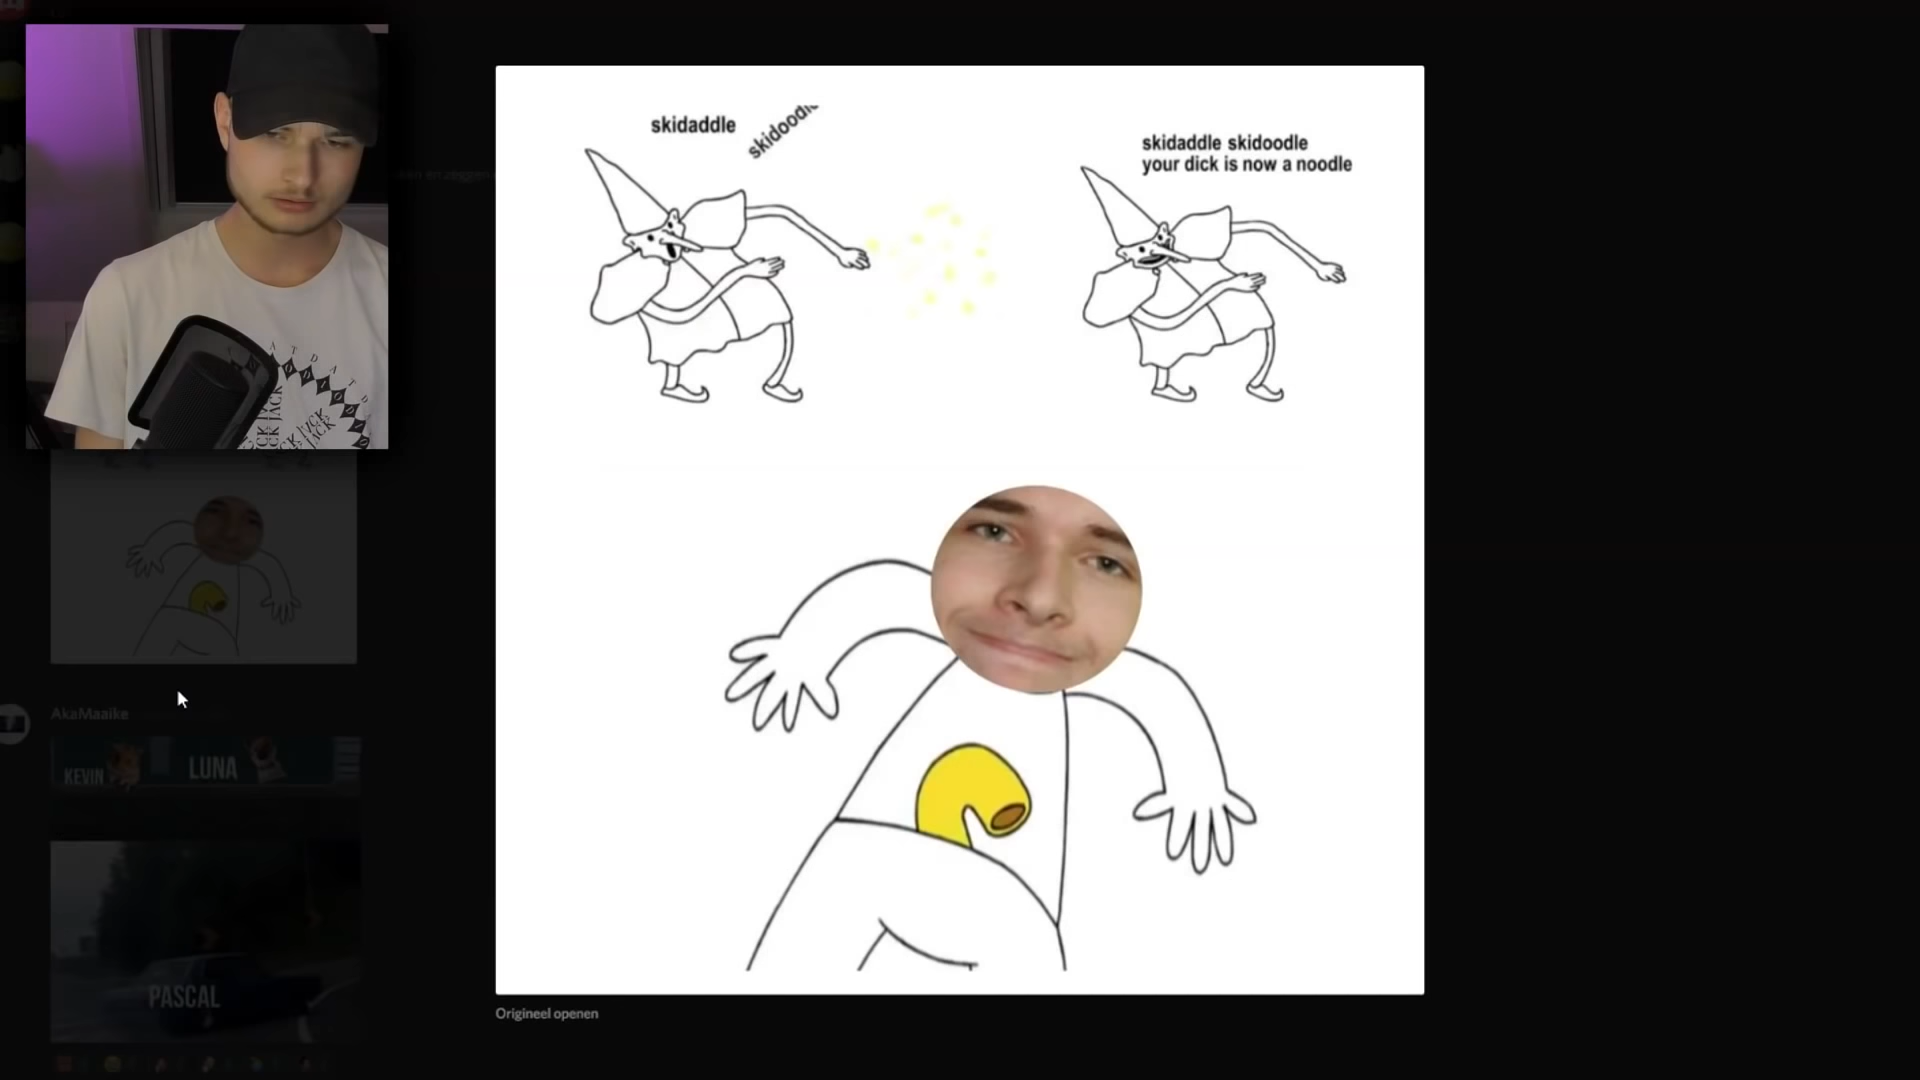 skidaddle
skidoodle
skidaddle skidoodle
your dick is now a noodle
AkaMaaike
KEVIN
LUNA
PASCAL
Origineel openen